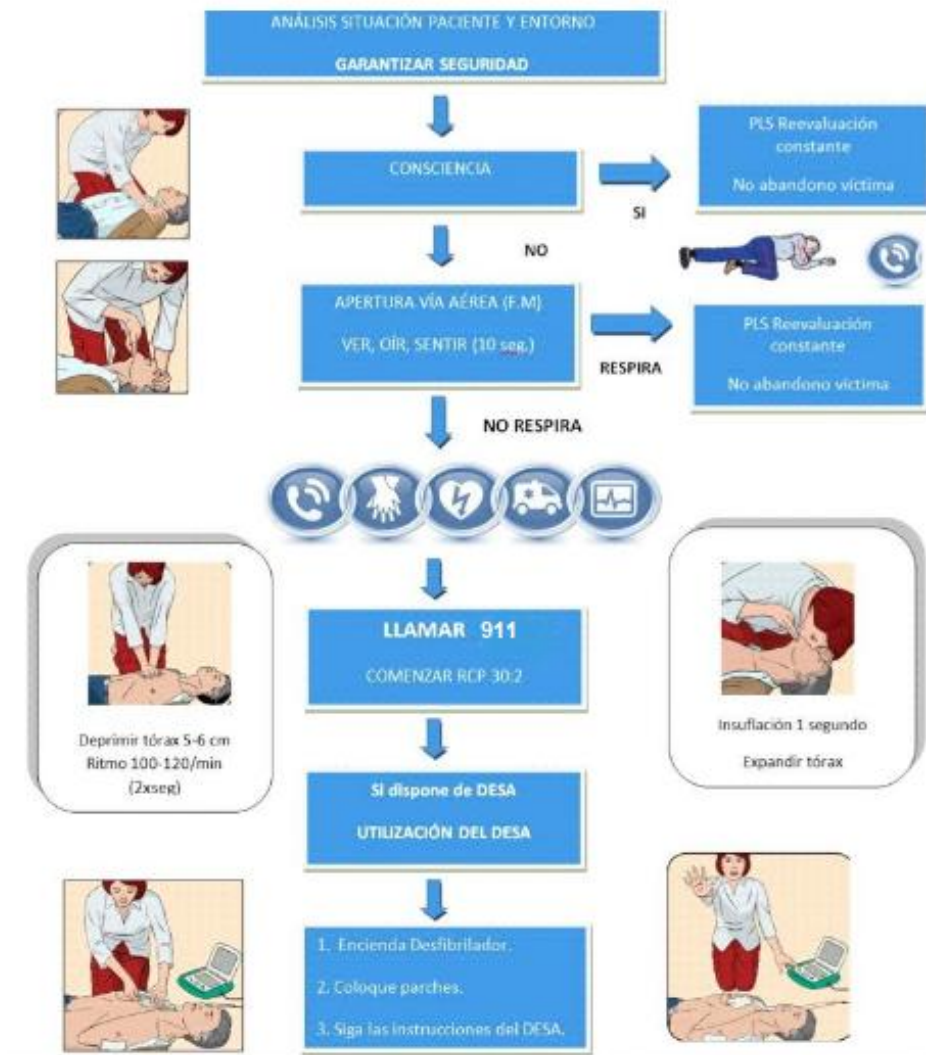 ANÁLISIS SITUACIÓN PACIENTE Y ENTORNO
GARANTIZAR SEGURIDAD
CONSCIENCIA
SI
PLS Reevaluación
constante
No abandono víctima
NO
APERTURA VÍA AÉREA (F.M)
VER, OÍR, SENTIR (10 seg.)
RESPIRA
PLS Reevaluación
constante
No abandono víctima
NO RESPIRA
LLAMAR 911
COMENZAR RCP 30:2
Deprimir tórax 5-6 cm
Ritmo 100-120/min
(2xseg)
Insuflación 1 segundo
Expandir tórax
Si dispone de DESA
UTILIZACIÓN DEL DESA
1. Encienda Desfibrilador.
2. Coloque parches.
3. Siga las instrucciones del DESA.